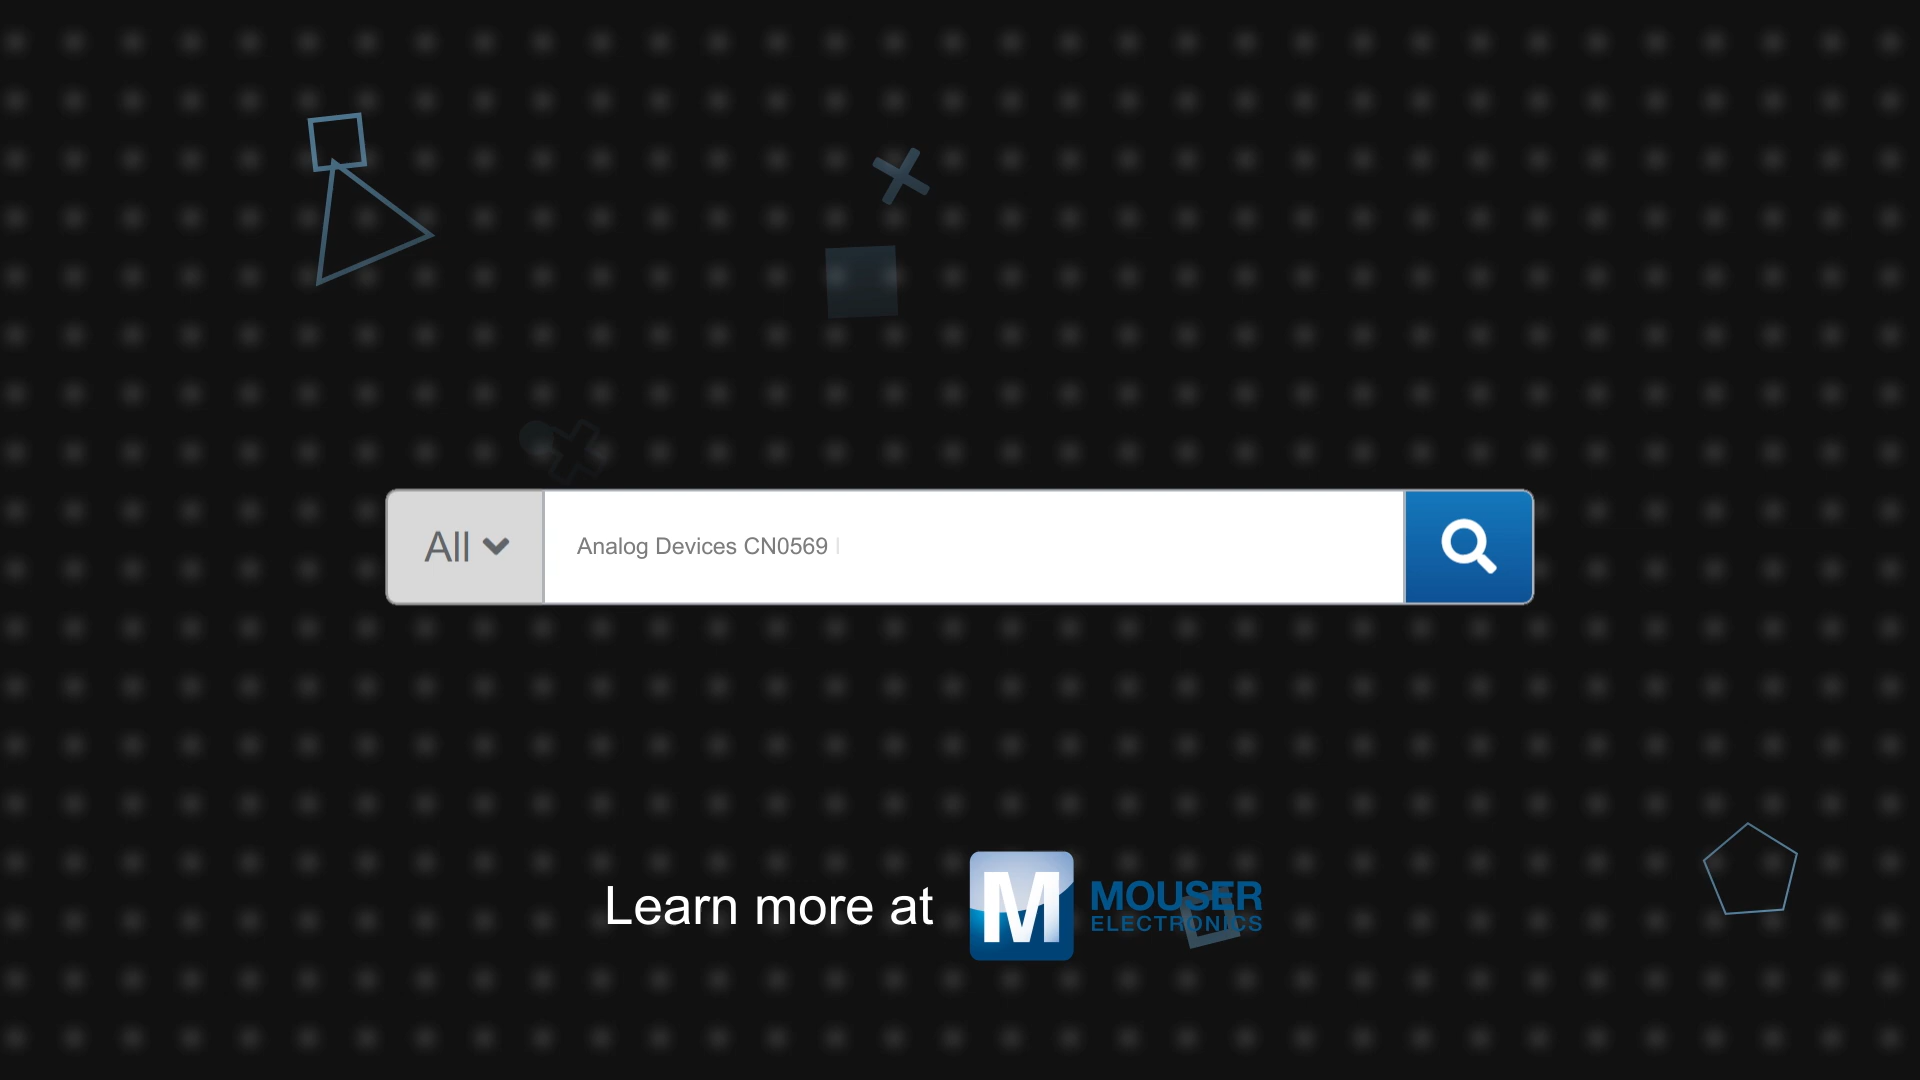 All
Analog Devices CN0569
Learn more at
M
MOUSER
ELECTRONICS